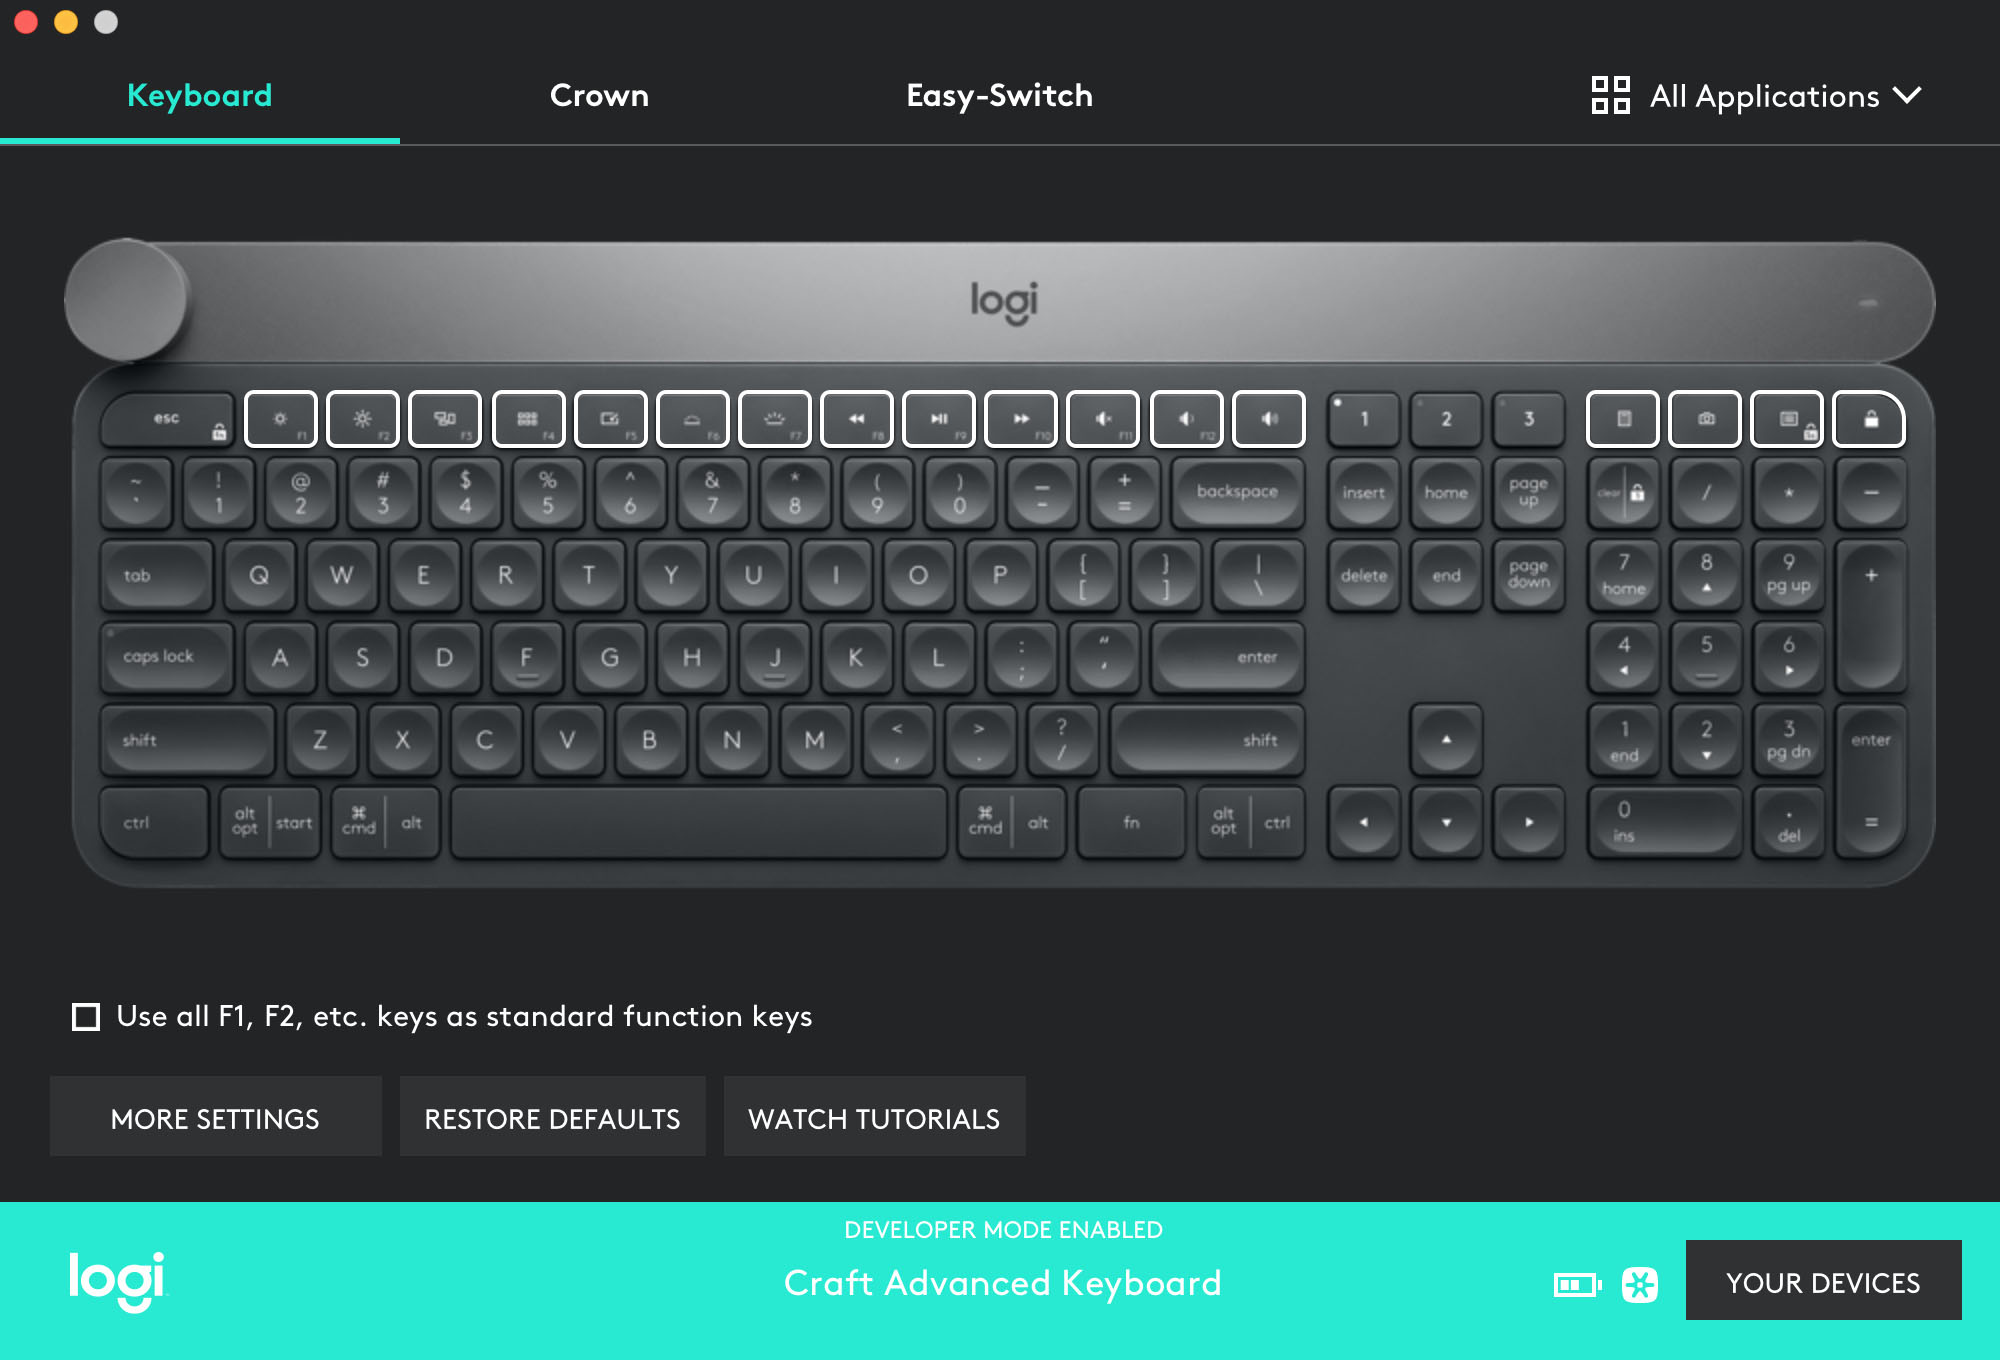 Keyboard Crown Easy-Switch All Applications
logi
esc F1 F2 F3 F4 F5 F6 F7 F8 F9 F10 F11 F12 1 2 3
~ ` ! 1 @ 2 # 3 $ 4 % 5 ^ 6 & 7 * 8 ( 9 ) 0 _ - + = backspace insert home page up clear / * -
tab Q W E R T Y U I O P { [ } ] | \ delete end page down 7 home 8 9 pg up +
caps lock A S D F G H J K L : ; " ' enter 4 5 6
shift Z X C V B N M < , > . ? / shift 1 end 2 3 pg dn enter
ctrl alt opt start ⌘ cmd alt ⌘ cmd alt fn alt opt ctrl 0 ins . del =
Use all F1, F2, etc. keys as standard function keys
MORE SETTINGS RESTORE DEFAULTS WATCH TUTORIALS
DEVELOPER MODE ENABLED
logi Craft Advanced Keyboard YOUR DEVICES